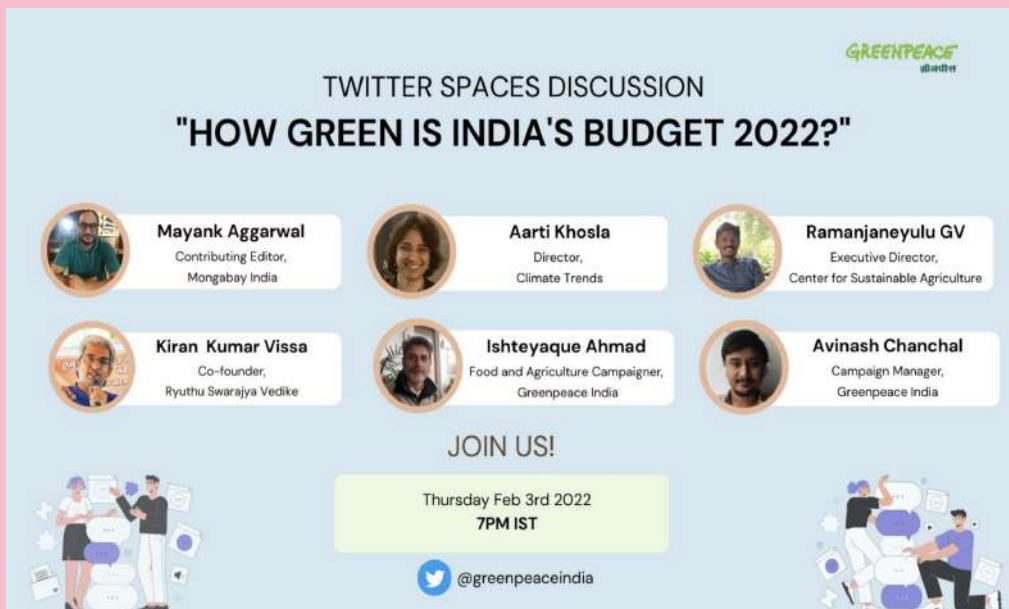 GREENPEACE
ग्रीनपीस
TWITTER SPACES DISCUSSION
"HOW GREEN IS INDIA'S BUDGET 2022?"
Mayank Aggarwal
Contributing Editor,
Mongabay India
Aarti Khosla
Director,
Climate Trends
Ramanjaneyulu GV
Executive Director,
Center for Sustainable Agriculture
Kiran Kumar Vissa
Co-founder,
Ryuthu Swarajya Vedike
Ishteyaque Ahmad
Food and Agriculture Campaigner,
Greenpeace India
Avinash Chanchal
Campaign Manager,
Greenpeace India
JOIN US!
Thursday Feb 3rd 2022
7PM IST
@greenpeaceindia